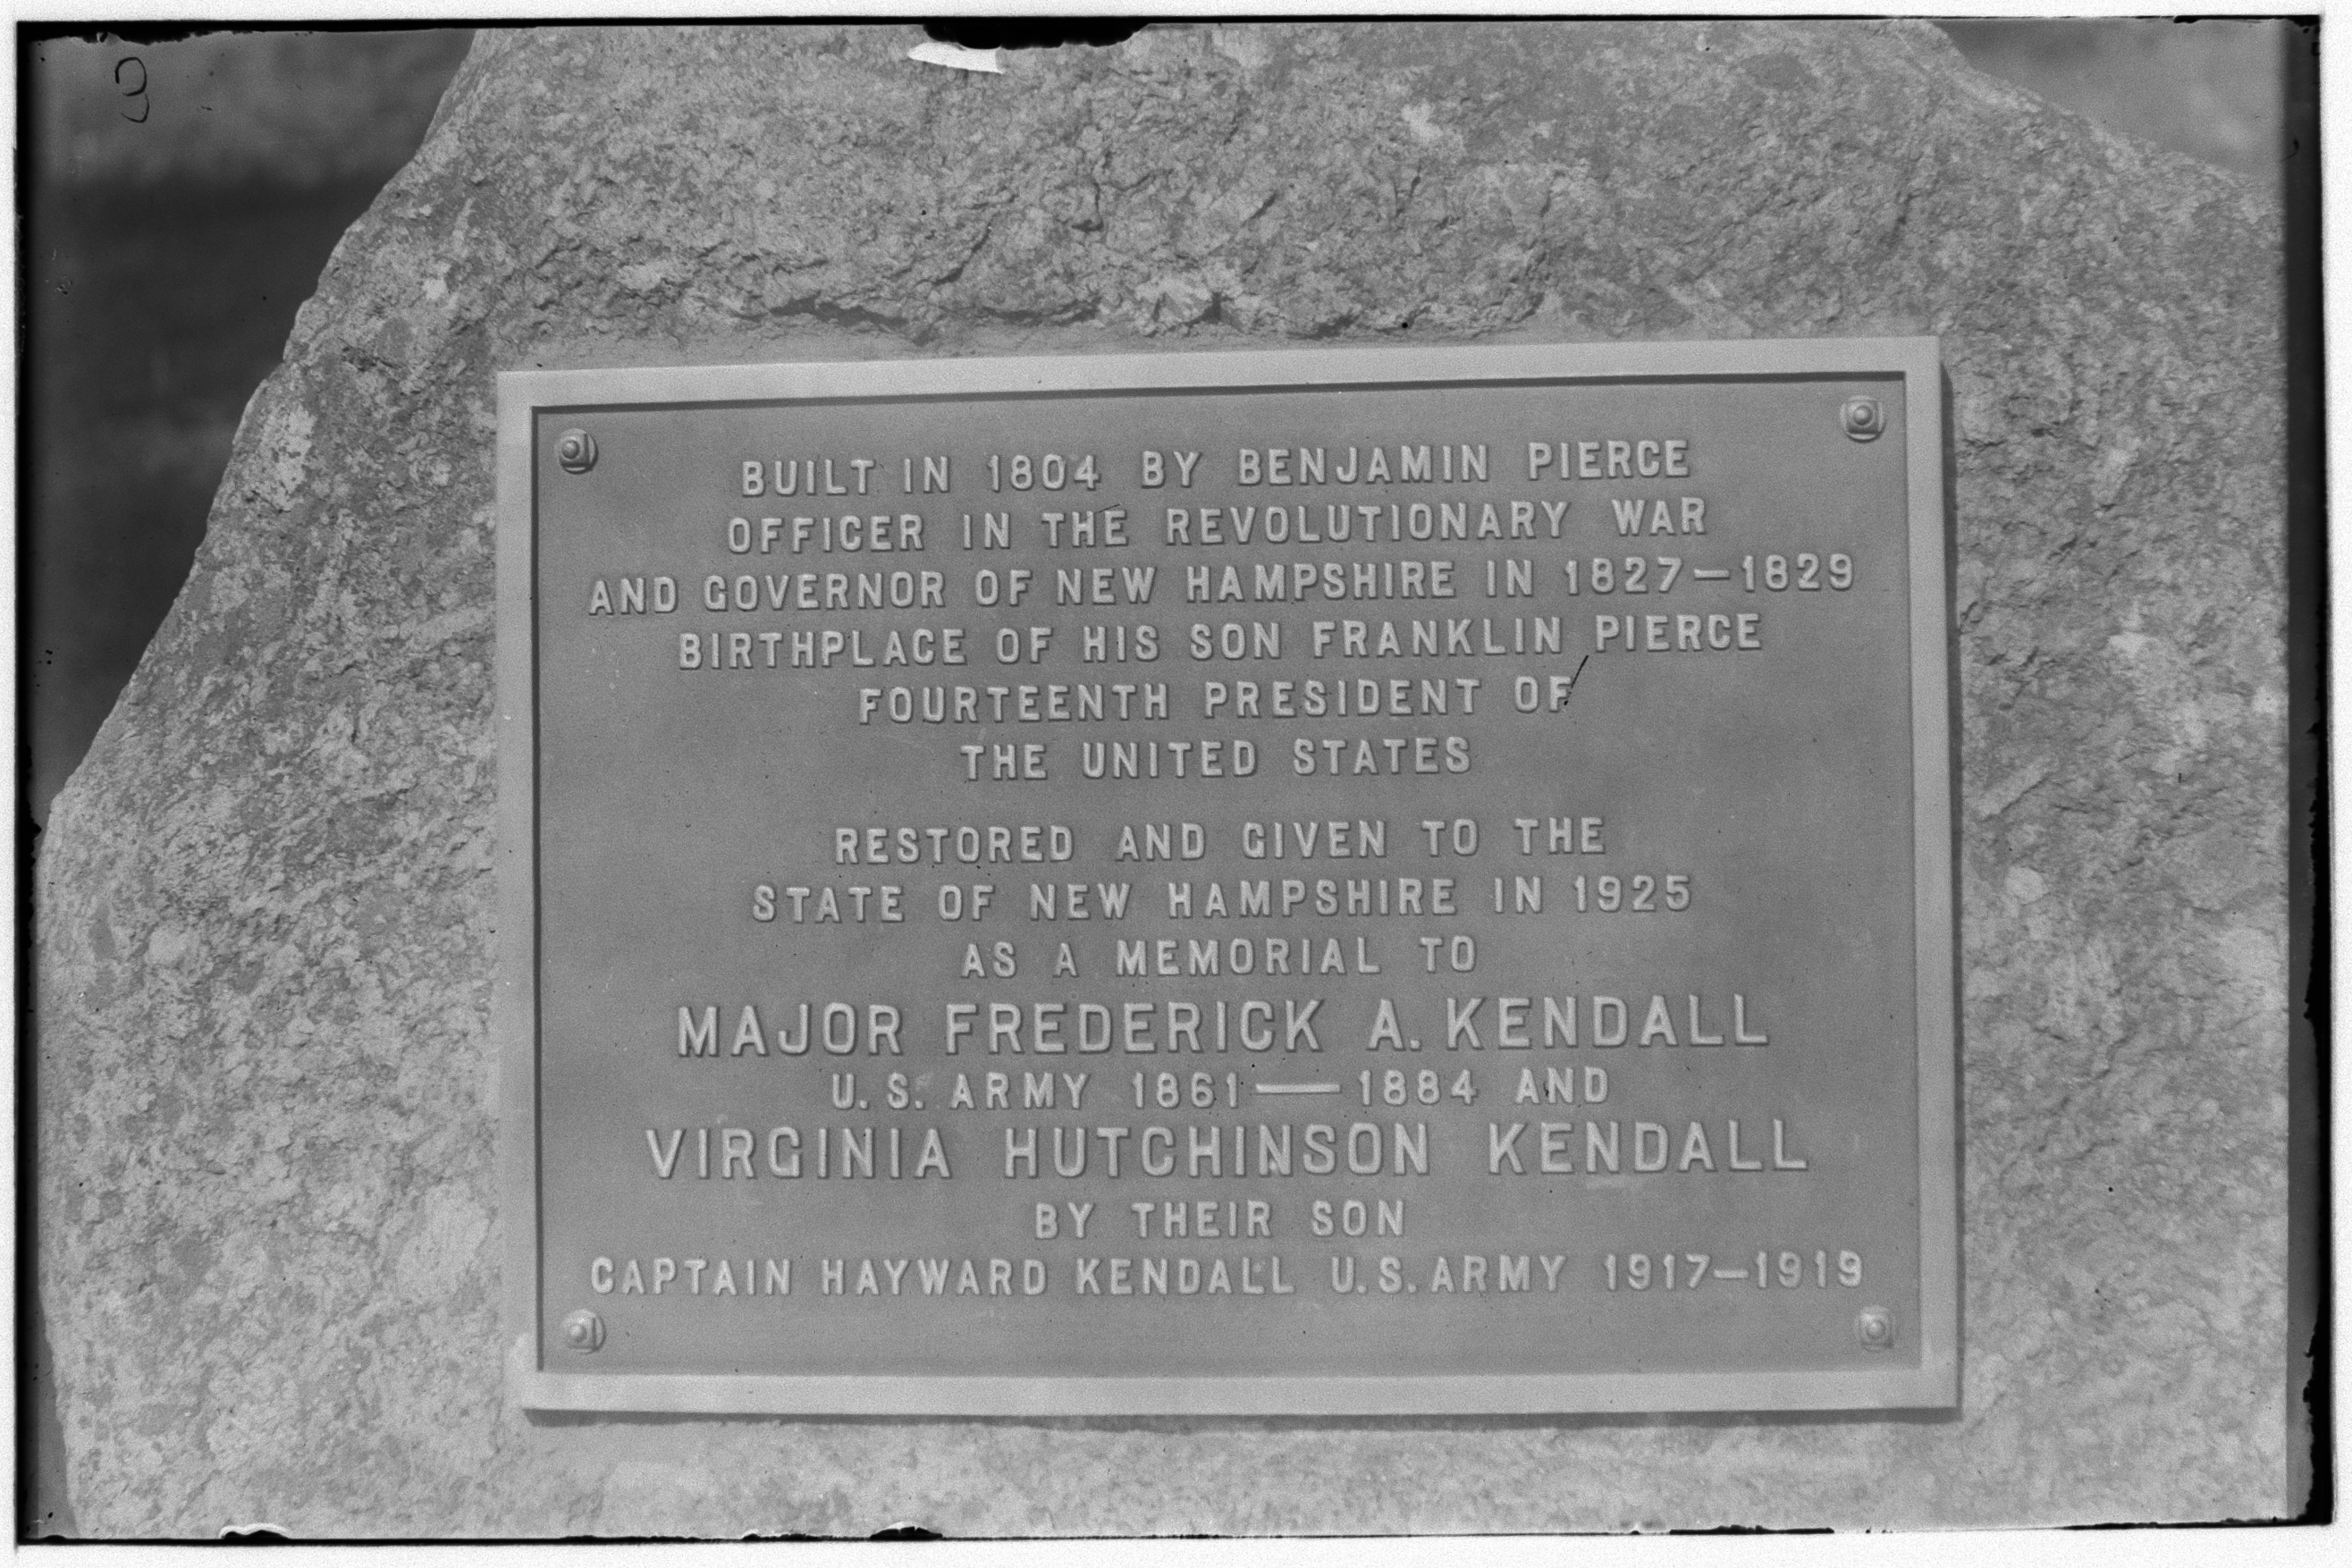 BUILT IN 1804 BY BENJAMIN PIERCE
OFFICER IN THE REVOLUTIONARY WAR
AND GOVERNOR OF NEW HAMPSHIRE IN 1827—1829
BIRTHPLACE OF HIS SON FRANKLIN PIERCE
FOURTEENTH PRESIDENT OF
THE UNITED STATES
RESTORED AND GIVEN TO THE
STATE OF NEW HAMPSHIRE IN 1925
AS A MEMORIAL TO
MAJOR FREDERICK A. KENDALL
U.S. ARMY 1861—1884 AND
VIRGINIA HUTCHINSON KENDALL
BY THEIR SON
CAPTAIN HAYWARD KENDALL U.S. ARMY 1917—1919